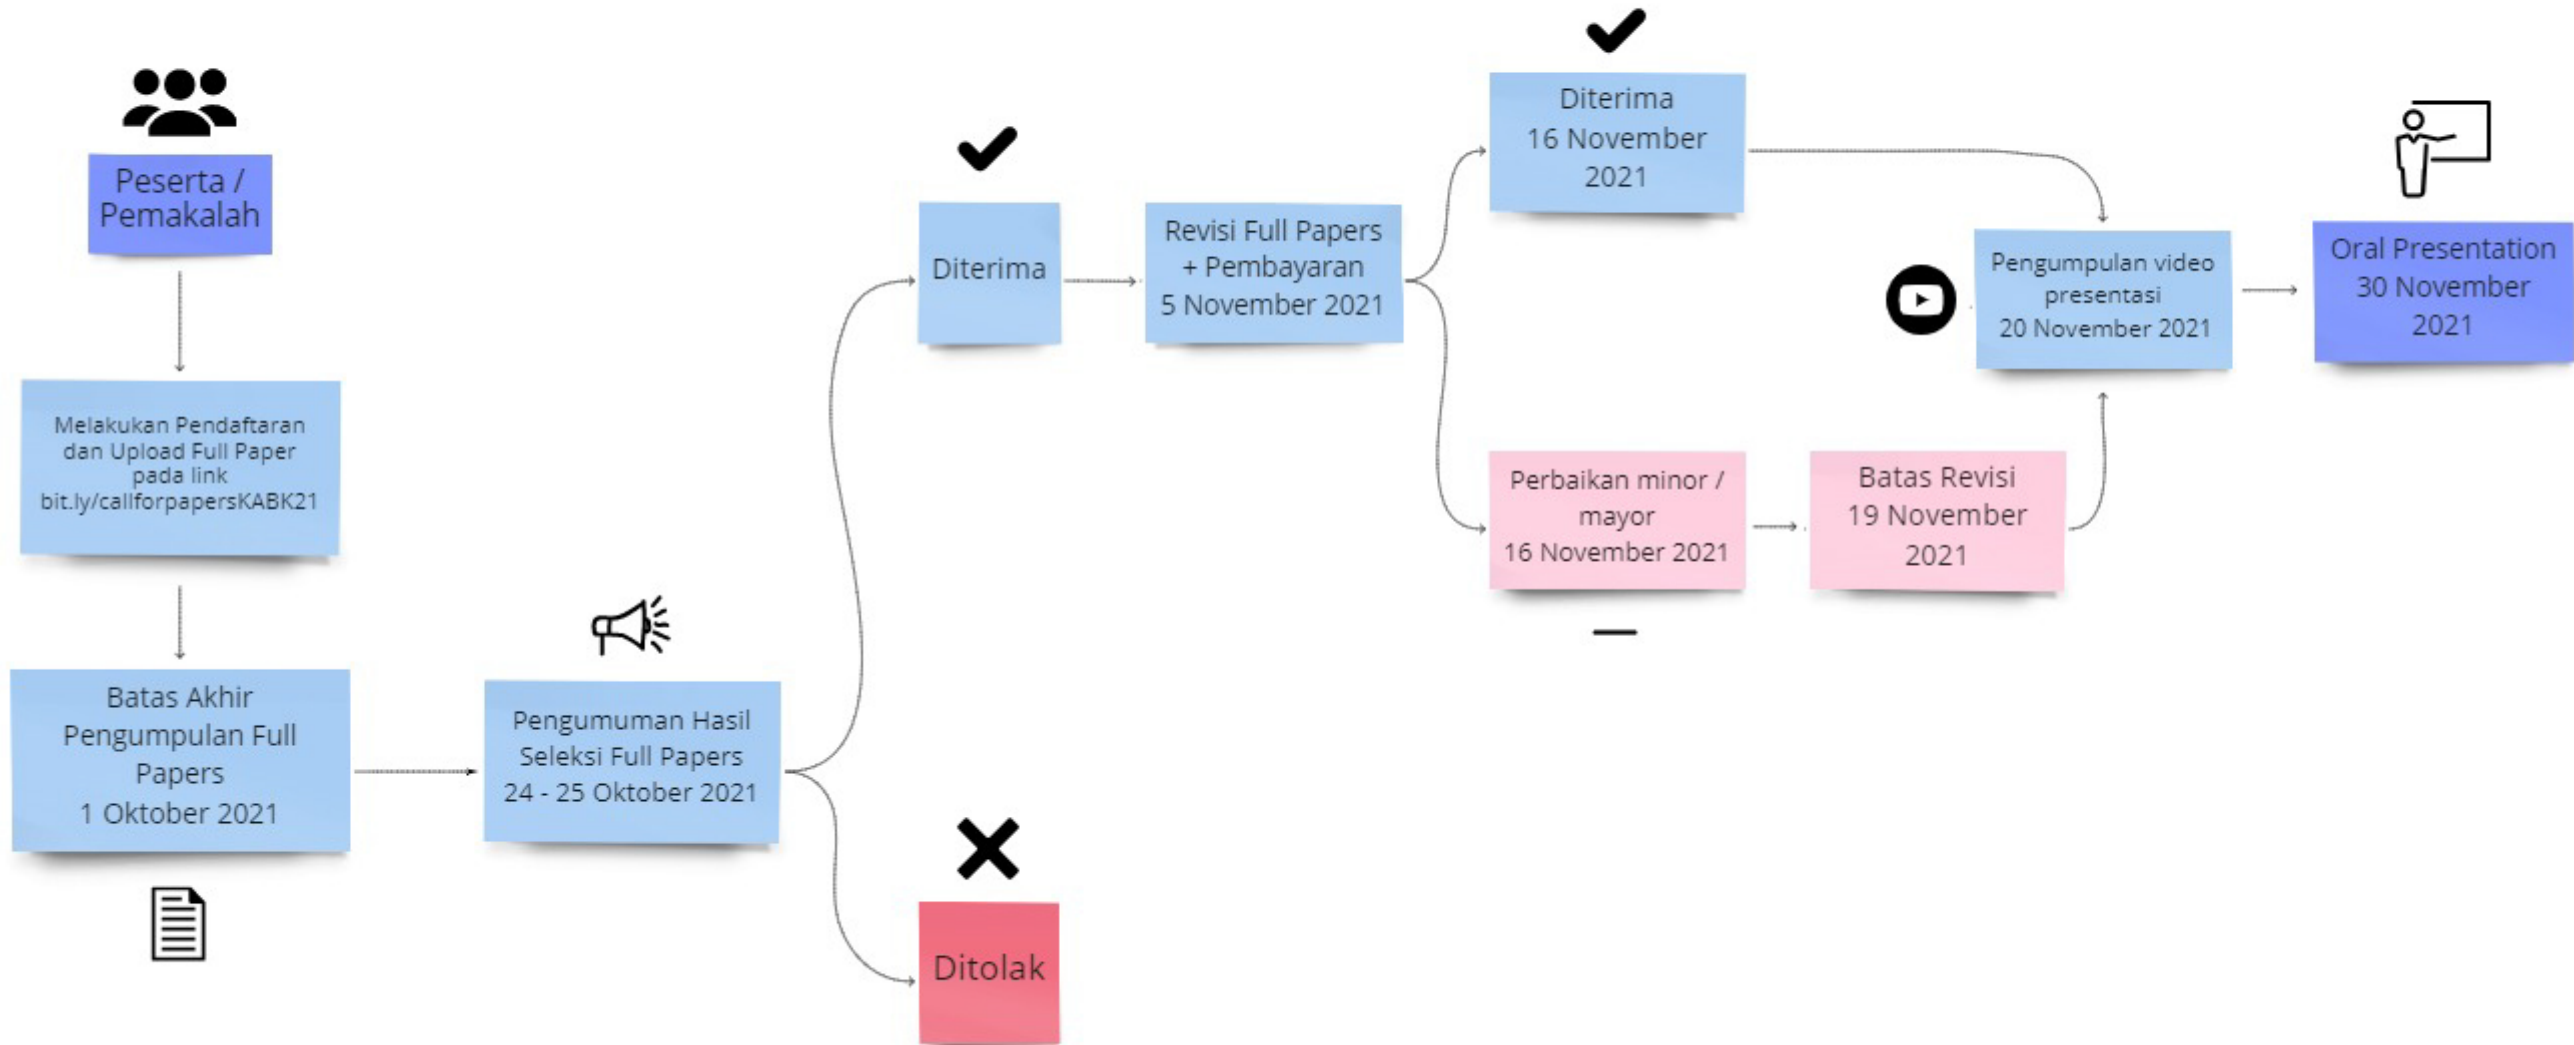 Peserta /
Pemakalah
Melakukan Pendaftaran
dan Upload Full Paper
pada link
bit.ly/callforpapersKABK21
Batas Akhir
Pengumpulan Full
Papers
1 Oktober 2021
Pengumuman Hasil
Seleksi Full Papers
24 - 25 Oktober 2021
Diterima
Ditolak
Revisi Full Papers
+ Pembayaran
5 November 2021
Diterima
16 November
2021
Perbaikan minor /
mayor
16 November 2021
Batas Revisi
19 November
2021
Pengumpulan video
presentasi
20 November 2021
Oral Presentation
30 November
2021